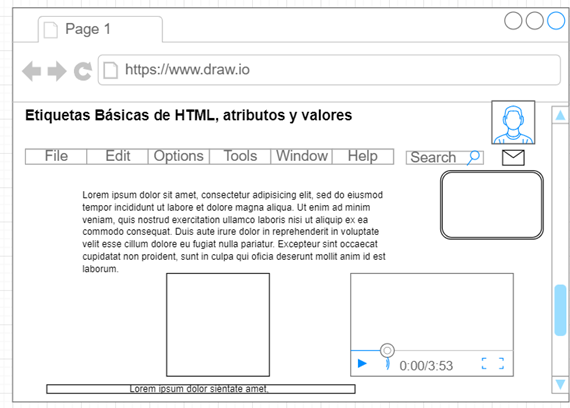 Page 1
https://www.draw.io
Etiquetas Básicas de HTML, atributos y valores
File Edit Options Tools Window Help Search
Lorem ipsum dolor sit amet, consectetur adipisicing elit, sed do eiusmod
tempor incididunt ut labore et dolore magna aliqua. Ut enim ad minim
veniam, quis nostrud exercitation ullamco laboris nisi ut aliquip ex ea
commodo consequat. Duis aute irure dolor in reprehenderit in voluptate
velit esse cillum dolore eu fugiat nulla pariatur. Excepteur sint occaecat
cupidatat non proident, sunt in culpa qui oficia deserunt mollit anim id est
laborum.
0:00/3:53
Lorem ipsum dolor sièntate amet,